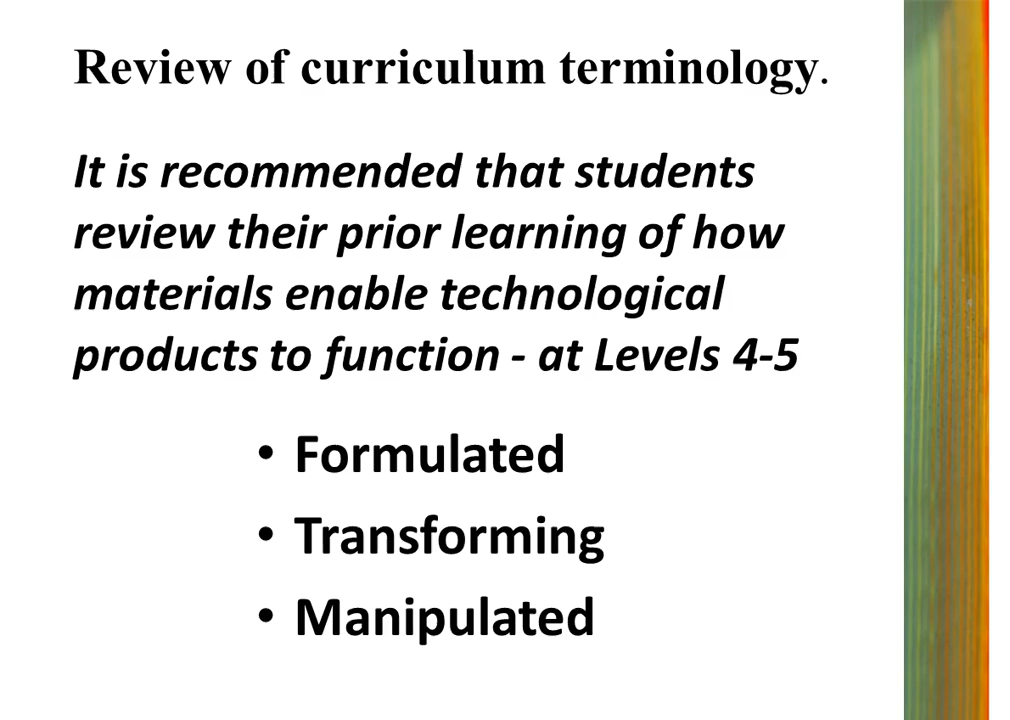 Review of curriculum terminology.
It is recommended that students
review their prior learning of how
materials enable technological
products to function - at Levels 4-5
• Formulated
• Transforming
• Manipulated